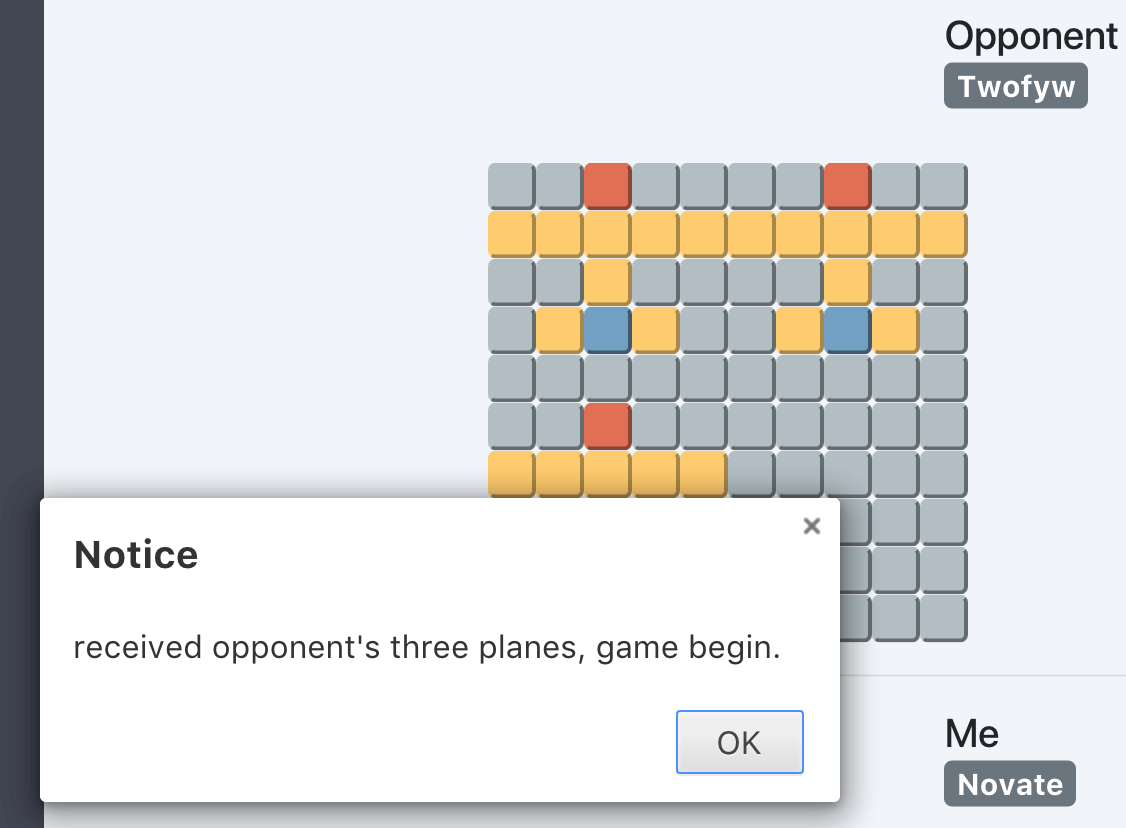 Opponent
Twofyw
Notice
received opponent's three planes, game begin.
OK
Me
Novate